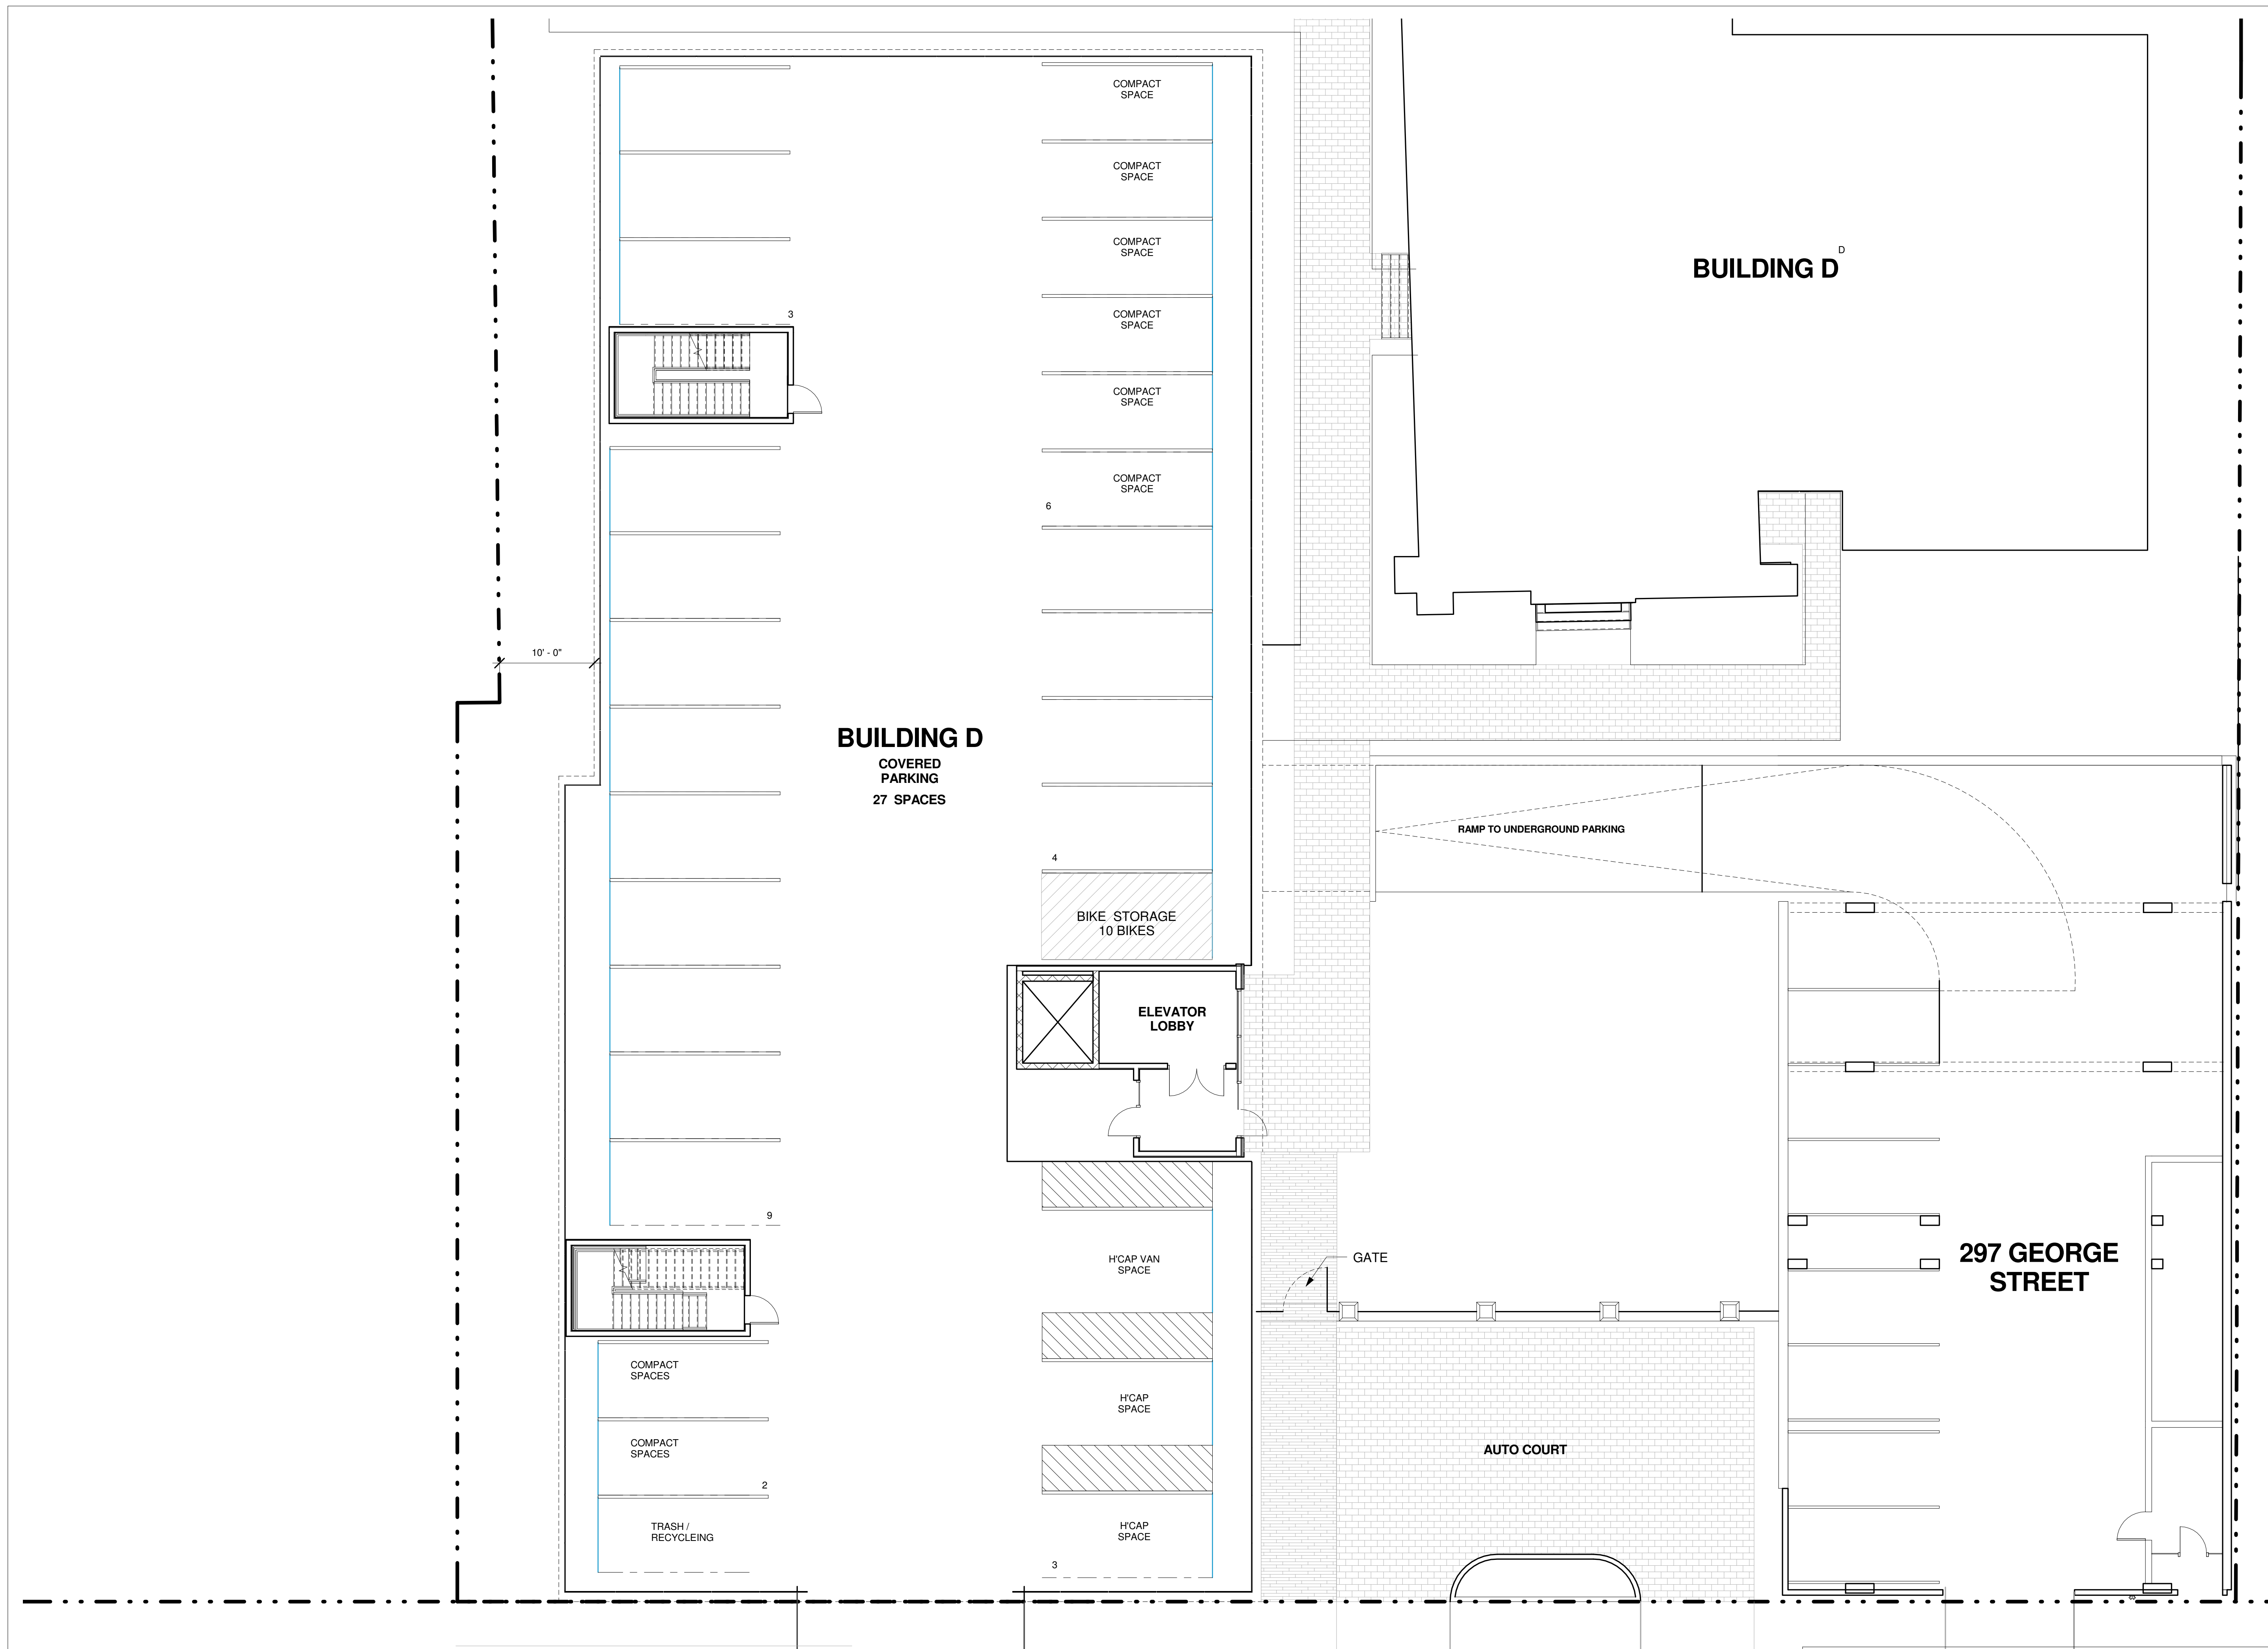 COMPACT
SPACE
COMPACT
SPACE
COMPACT
SPACE
D
BUILDING D
3
COMPACT
SPACE
COMPACT
SPACE
COMPACT
SPACE
6
10' - 0"
BUILDING D
COVERED
PARKING
27 SPACES
RAMP TO UNDERGROUND PARKING
4
BIKE STORAGE
10 BIKES
ELEVATOR
LOBBY
9
H'CAP VAN
SPACE
GATE
297 GEORGE
STREET
COMPACT
SPACES
H'CAP
SPACE
COMPACT
SPACES
AUTO COURT
2
TRASH /
RECYCLEING
H'CAP
SPACE
3